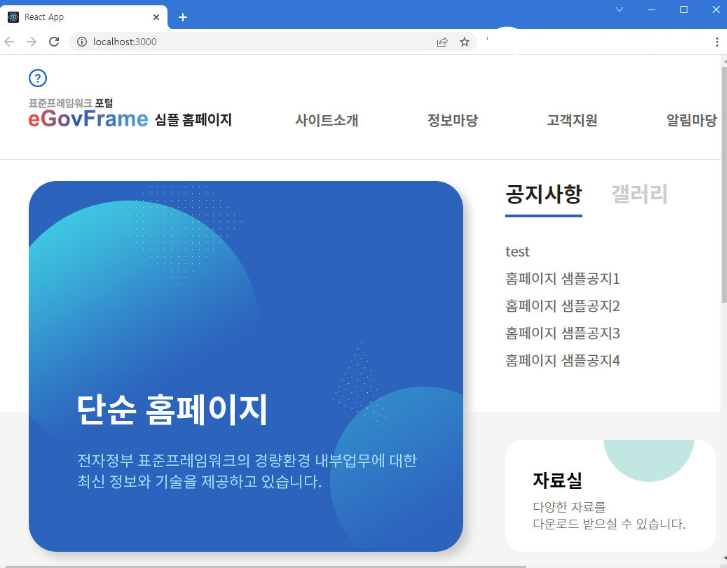 React App
localhost:3000
?
표준프레임워크 포털
eGovFrame 심플 홈페이지
사이트소개
정보마당
고객지원
알림마당
공지사항
갤러리
test
홈페이지 샘플공지1
홈페이지 샘플공지2
홈페이지 샘플공지3
홈페이지 샘플공지4
단순 홈페이지
전자정부 표준프레임워크의 경량환경 내부업무에 대한
최신 정보와 기술을 제공하고 있습니다.
자료실
다양한 자료를
다운로드 받으실 수 있습니다.